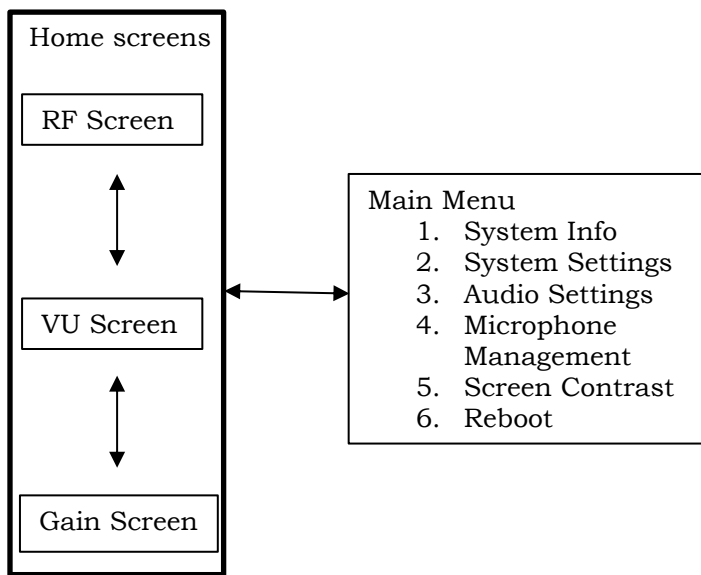 Home screens
RF Screen
VU Screen
Gain Screen
Main Menu
1. System Info
2. System Settings
3. Audio Settings
4. Microphone
Management
5. Screen Contrast
6. Reboot